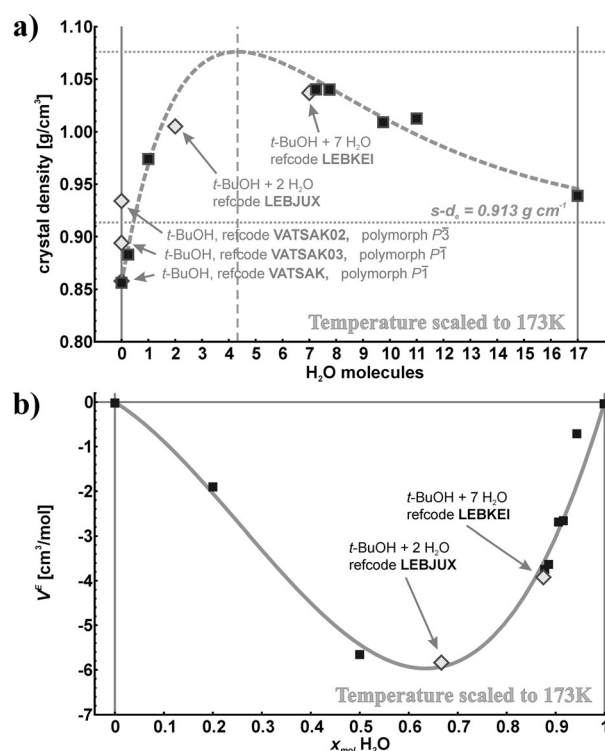 a)
crystal density [g/cm³]
1.10
1.05
1.00
0.95
0.90
0.85
0.80
t-BuOH + 7 H₂O
refcode LEBKEI
t-BuOH + 2 H₂O
refcode LEBJUX
s-dₑ = 0.913 g cm⁻¹
t-BuOH, refcode VATSAK02, polymorph P3̅
t-BuOH, refcode VATSAK03, polymorph P1̅
t-BuOH, refcode VATSAK, polymorph P1̅
Temperature scaled to 173K
0 1 2 3 4 5 6 7 8 9 10 11 12 13 14 15 16 17
H₂O molecules
b)
Vᴱ [cm³/mol]
0
-1
-2
-3
-4
-5
-6
-7
t-BuOH + 7 H₂O
refcode LEBKEI
t-BuOH + 2 H₂O
refcode LEBJUX
Temperature scaled to 173K
0 0.1 0.2 0.3 0.4 0.5 0.6 0.7 0.8 0.9 1
xmol H₂O